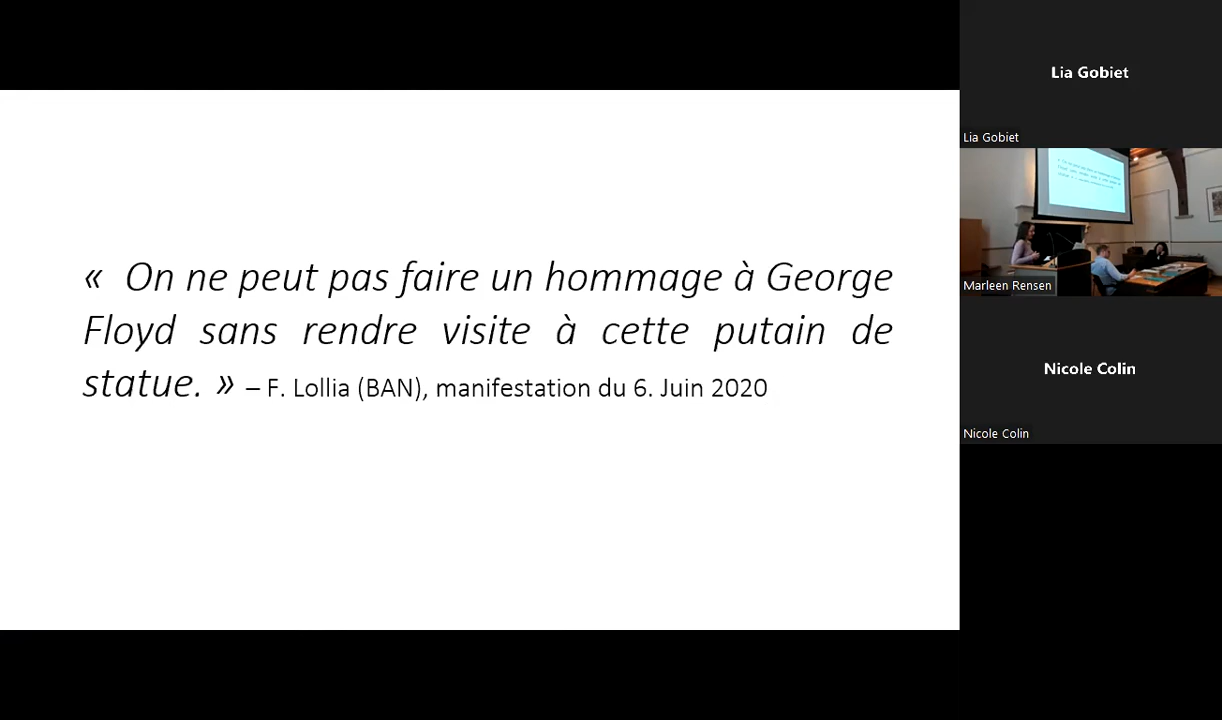 «  On ne peut pas faire un hommage à George
Floyd sans rendre visite à cette putain de
statue. » – F. Lollia (BAN), manifestation du 6. Juin 2020
Lia Gobiet
Lia Gobiet
Marleen Rensen
Nicole Colin
Nicole Colin